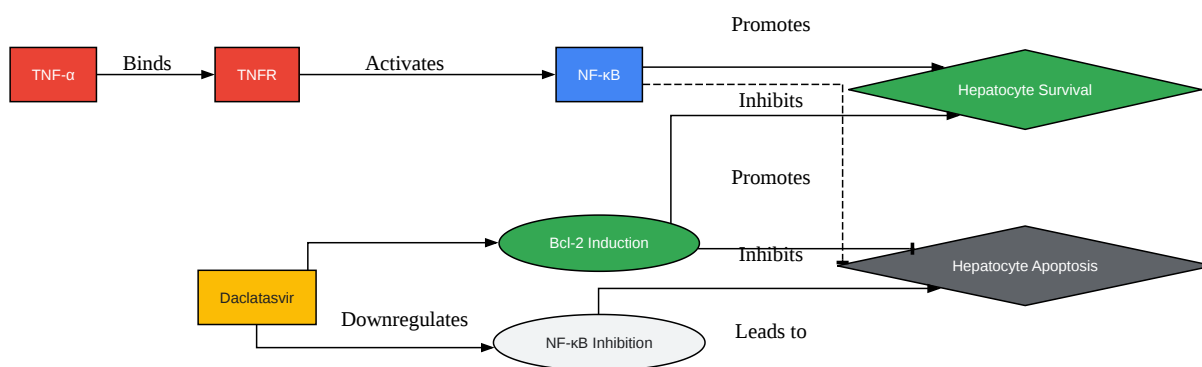 Promotes
TNF-α
Binds
TNFR
Activates
NF-κB
Hepatocyte Survival
Inhibits
Promotes
Bcl-2 Induction
Inhibits
Hepatocyte Apoptosis
Daclatasvir
Downregulates
NF-κB Inhibition
Leads to